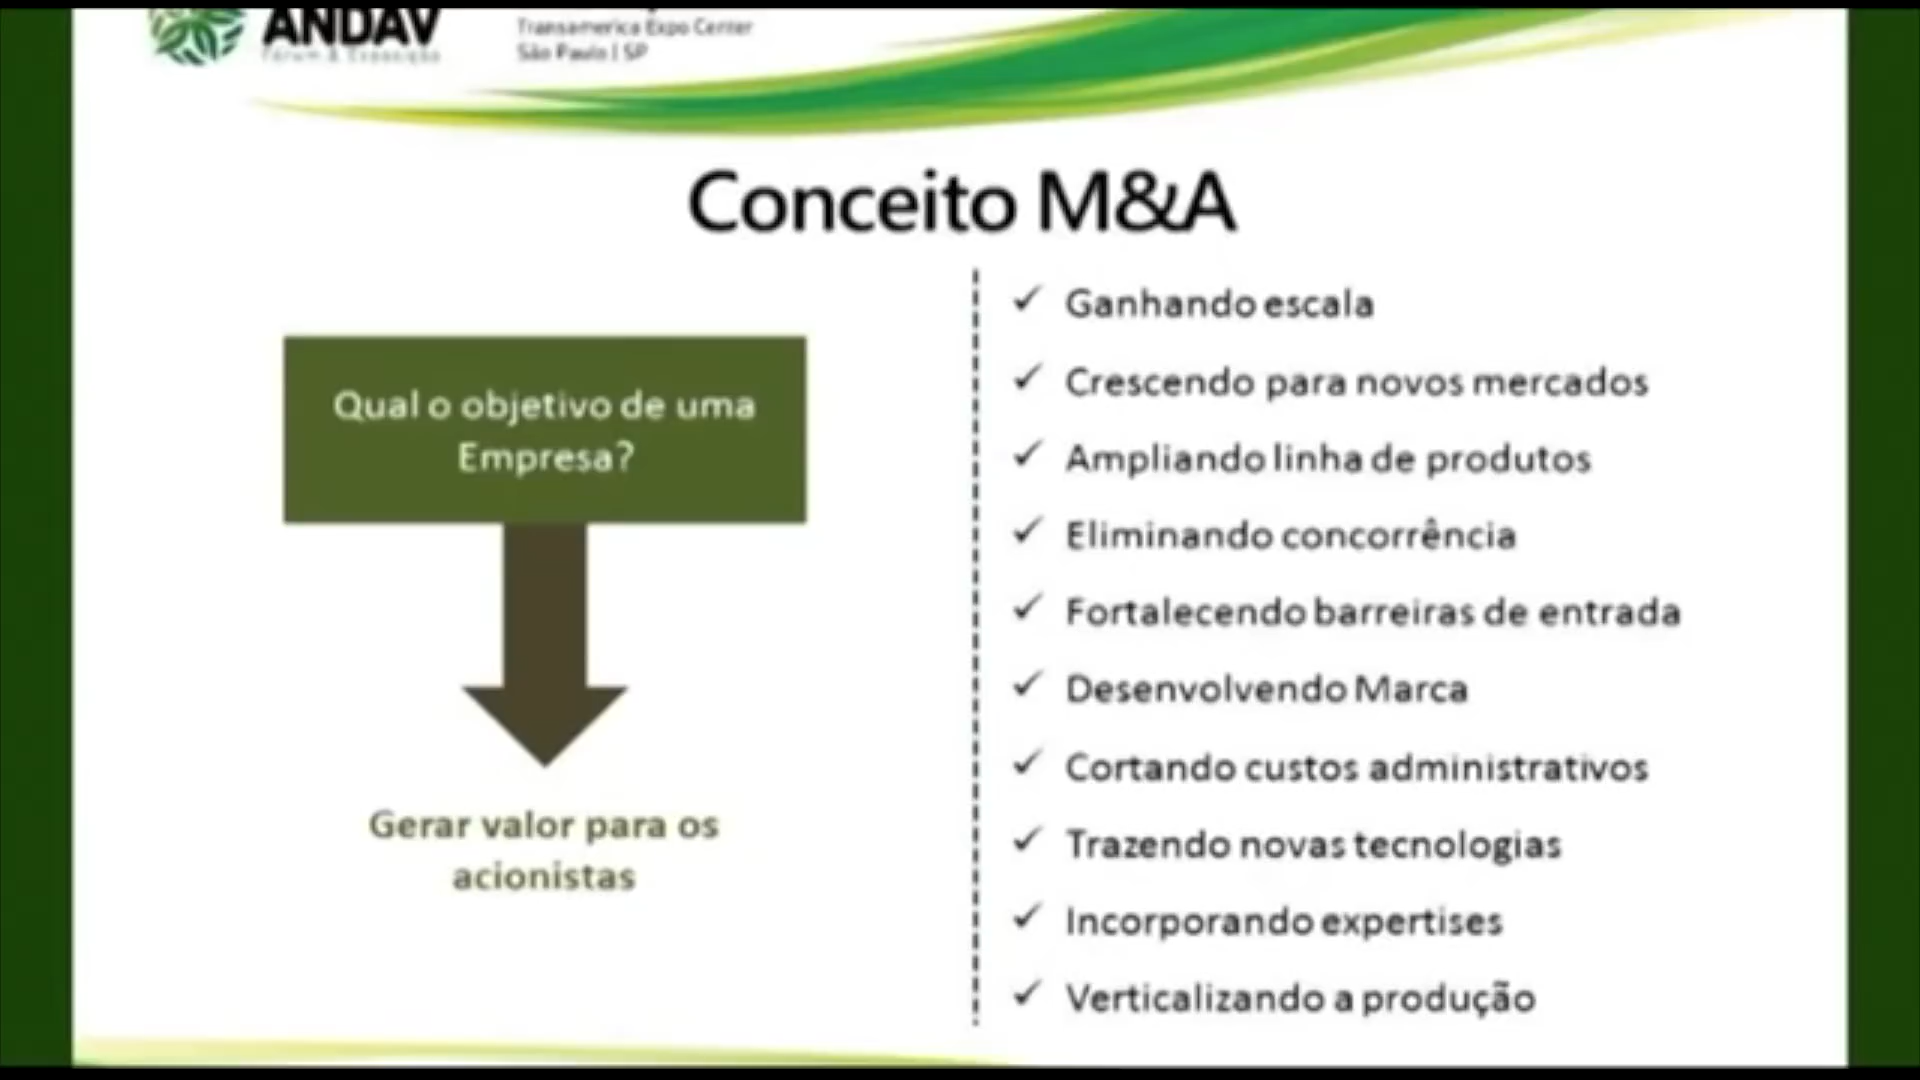 ANDAV
Fórum & Exposição
Transamerica Expo Center
São Paulo | SP
Conceito M&A
Qual o objetivo de uma
Empresa?
Gerar valor para os
acionistas
✓ Ganhando escala
✓ Crescendo para novos mercados
✓ Ampliando linha de produtos
✓ Eliminando concorrência
✓ Fortalecendo barreiras de entrada
✓ Desenvolvendo Marca
✓ Cortando custos administrativos
✓ Trazendo novas tecnologias
✓ Incorporando expertises
✓ Verticalizando a produção